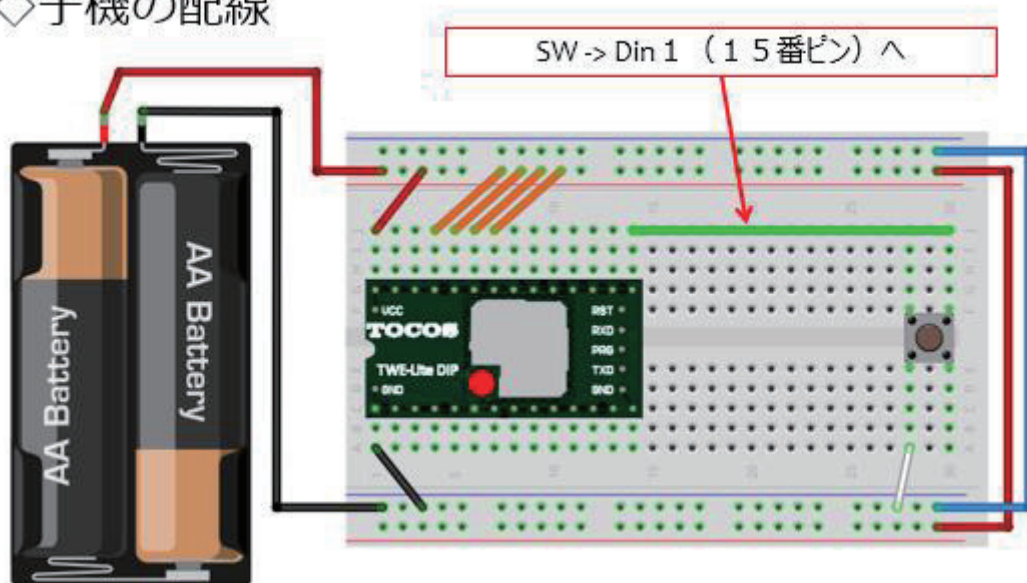 ◇子機の配線
SW -> Din 1 （１５番ピン）へ
AA Battery
AA Battery
VCC
RST
TOCOS
RXD
PRG
TWE-Lite DIP
TXD
GND
GND